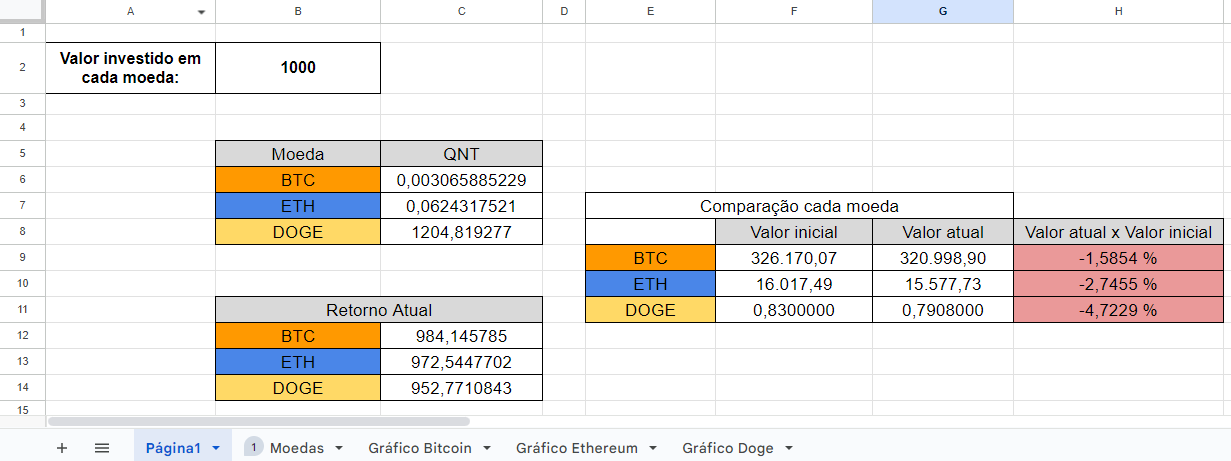 A B C D E F G H
1
2 Valor investido em cada moeda: 1000
3
4
5 Moeda QNT
6 BTC 0,003065885229
7 ETH 0,0624317521 Comparação cada moeda
8 DOGE 1204,819277 Valor inicial Valor atual Valor atual x Valor inicial
9 BTC 326.170,07 320.998,90 -1,5854 %
10 ETH 16.017,49 15.577,73 -2,7455 %
11 Retorno Atual DOGE 0,8300000 0,7908000 -4,7229 %
12 BTC 984,145785
13 ETH 972,5447702
14 DOGE 952,7710843
15
+ Página1 1 Moedas Gráfico Bitcoin Gráfico Ethereum Gráfico Doge